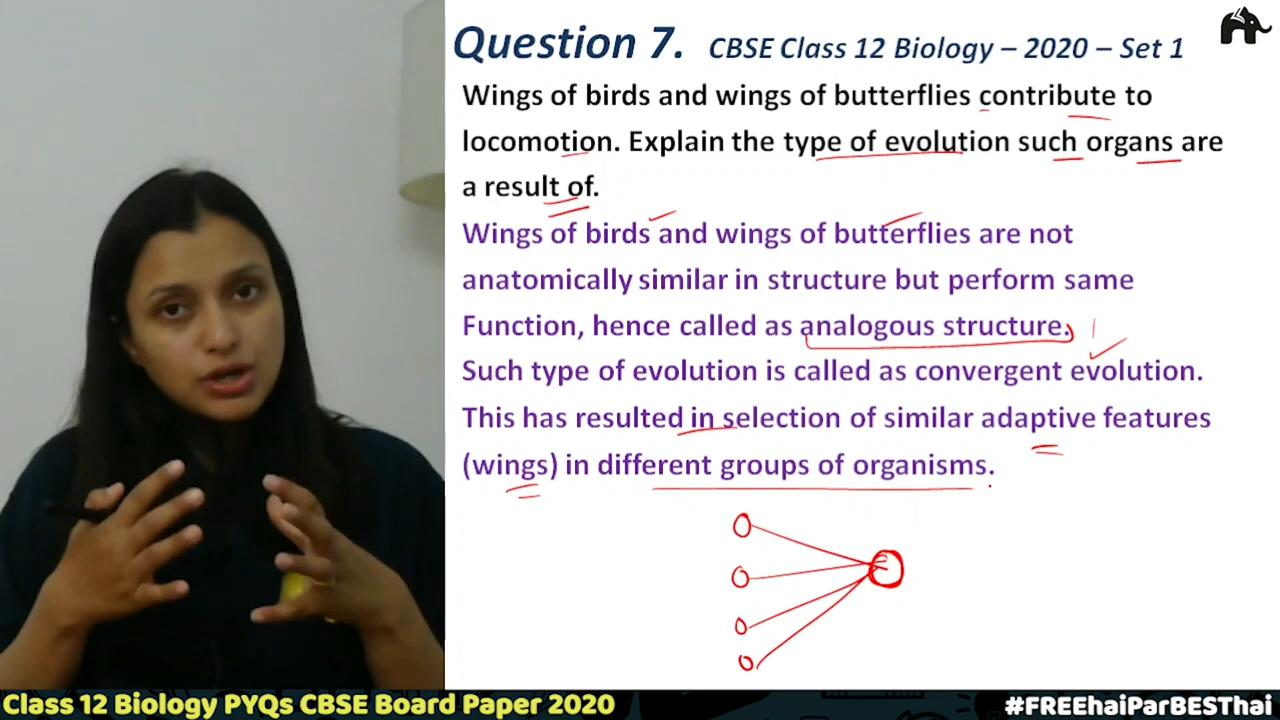 Question 7. CBSE Class 12 Biology – 2020 – Set 1
Wings of birds and wings of butterflies contribute to
locomotion. Explain the type of evolution such organs are
a result of.
Wings of birds and wings of butterflies are not
anatomically similar in structure but perform same
Function, hence called as analogous structure.
Such type of evolution is called as convergent evolution.
This has resulted in selection of similar adaptive features
(wings) in different groups of organisms.
Class 12 Biology PYQs CBSE Board Paper 2020
#FREEhaiParBESThai